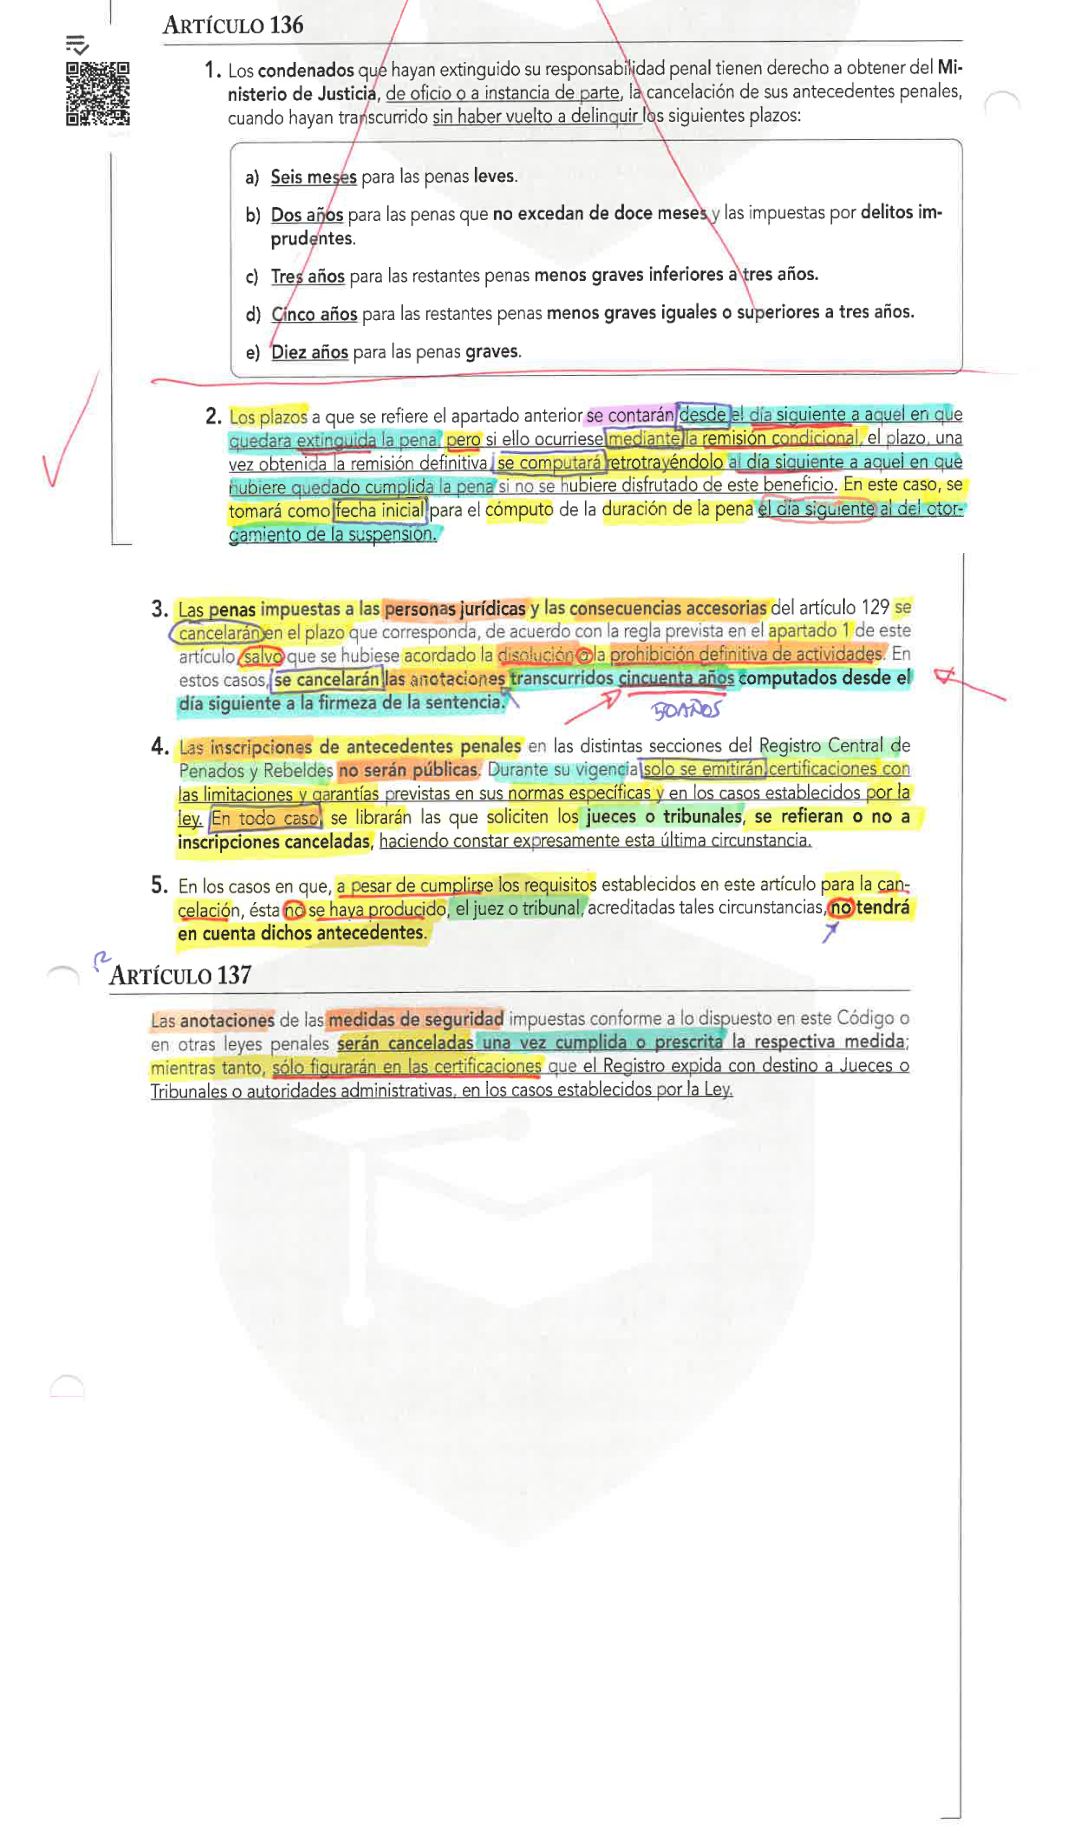 ARTÍCULO 136
1. Los condenados que hayan extinguido su responsabilidad penal tienen derecho a obtener del Mi-
nisterio de Justicia, de oficio o a instancia de parte, la cancelación de sus antecedentes penales,
cuando hayan transcurrido sin haber vuelto a delinquir los siguientes plazos:
a) Seis meses para las penas leves.
b) Dos años para las penas que no excedan de doce meses y las impuestas por delitos im-
prudentes.
c) Tres años para las restantes penas menos graves inferiores a tres años.
d) Cinco años para las restantes penas menos graves iguales o superiores a tres años.
e) Diez años para las penas graves.
2. Los plazos a que se refiere el apartado anterior se contarán desde el día siguiente a aquel en que
quedara extinguida la pena, pero si ello ocurriese mediante la remisión condicional, el plazo, una
vez obtenida la remisión definitiva, se computará retrotrayéndolo al día siguiente a aquel en que
hubiere quedado cumplida la pena si no se hubiere disfrutado de este beneficio. En este caso, se
tomará como fecha inicial para el cómputo de la duración de la pena el día siguiente al del otor-
gamiento de la suspensión.
3. Las penas impuestas a las personas jurídicas y las consecuencias accesorias del artículo 129 se
cancelarán en el plazo que corresponda, de acuerdo con la regla prevista en el apartado 1 de este
artículo, salvo que se hubiese acordado la disolución o la prohibición definitiva de actividades. En
estos casos, se cancelarán las anotaciones transcurridos cincuenta años computados desde el
día siguiente a la firmeza de la sentencia.
50 AÑOS
4. Las inscripciones de antecedentes penales en las distintas secciones del Registro Central de
Penados y Rebeldes no serán públicas. Durante su vigencia solo se emitirán certificaciones con
las limitaciones y garantías previstas en sus normas específicas y en los casos establecidos por la
ley. En todo caso, se librarán las que soliciten los jueces o tribunales, se refieran o no a
inscripciones canceladas, haciendo constar expresamente esta última circunstancia.
5. En los casos en que, a pesar de cumplirse los requisitos establecidos en este artículo para la can-
celación, ésta no se haya producido, el juez o tribunal, acreditadas tales circunstancias, no tendrá
en cuenta dichos antecedentes.
ARTÍCULO 137
Las anotaciones de las medidas de seguridad impuestas conforme a lo dispuesto en este Código o
en otras leyes penales serán canceladas una vez cumplida o prescrita la respectiva medida;
mientras tanto, sólo figurarán en las certificaciones que el Registro expida con destino a Jueces o
Tribunales o autoridades administrativas, en los casos establecidos por la Ley.